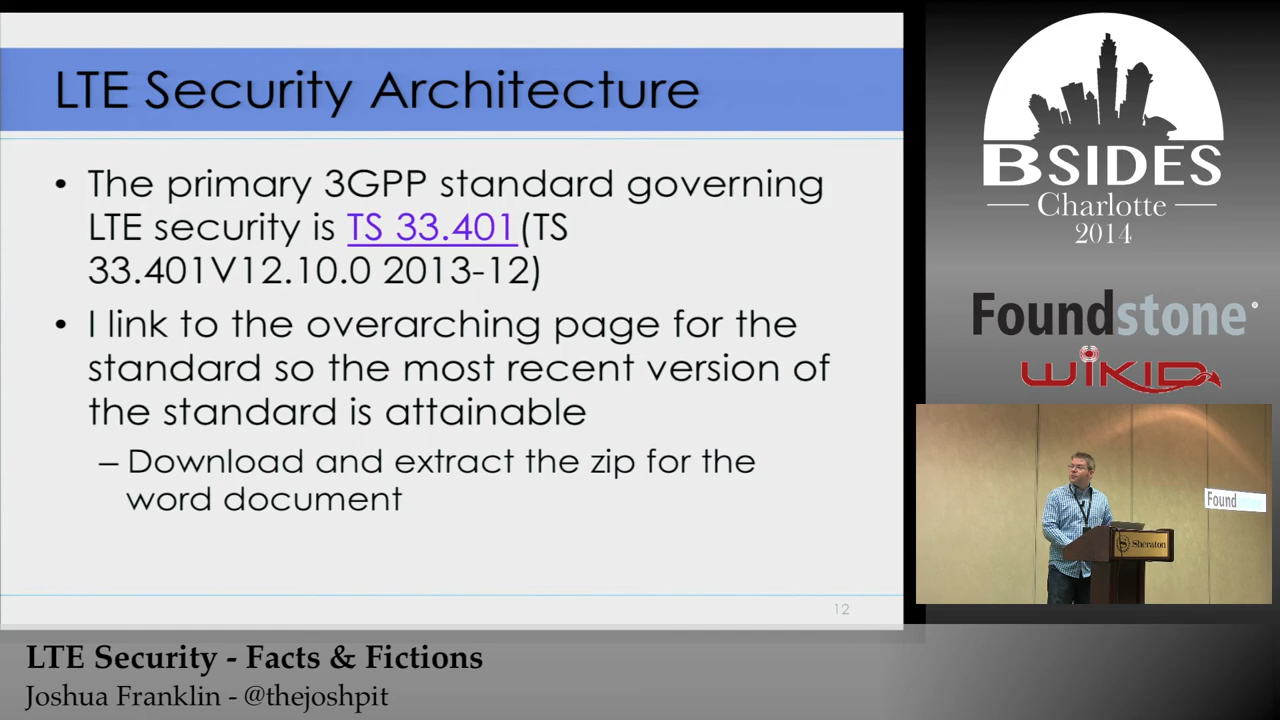 LTE Security Architecture
• The primary 3GPP standard governing
LTE security is TS 33.401(TS
33.401V12.10.0 2013-12)
• I link to the overarching page for the
standard so the most recent version of
the standard is attainable
– Download and extract the zip for the
word document
12
BSIDES
Charlotte
2014
Foundstone
WiKID
Foundstone
Sheraton
LTE Security - Facts & Fictions
Joshua Franklin - @thejoshpit